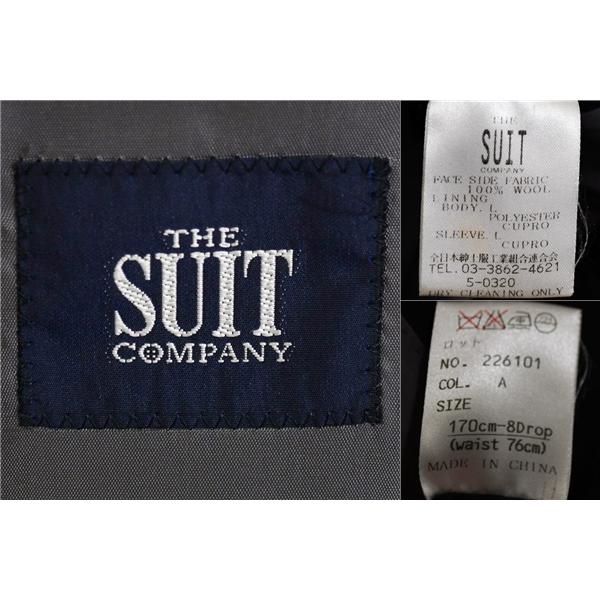 THE
SUIT
COMPANY
THE
SUIT
COMPANY
FACE SIDE FABRIC
100% WOOL
LINING
BODY. L
POLYESTER
CUPRO
SLEEVE. L
CUPRO
全日本紳士服工業組合連合会
TEL.03-3862-4621
5-0320
DRY CLEANING ONLY
ロット
NO. 226101
COL. A
SIZE
170cm-8Drop
(waist 76cm)
MADE IN CHINA